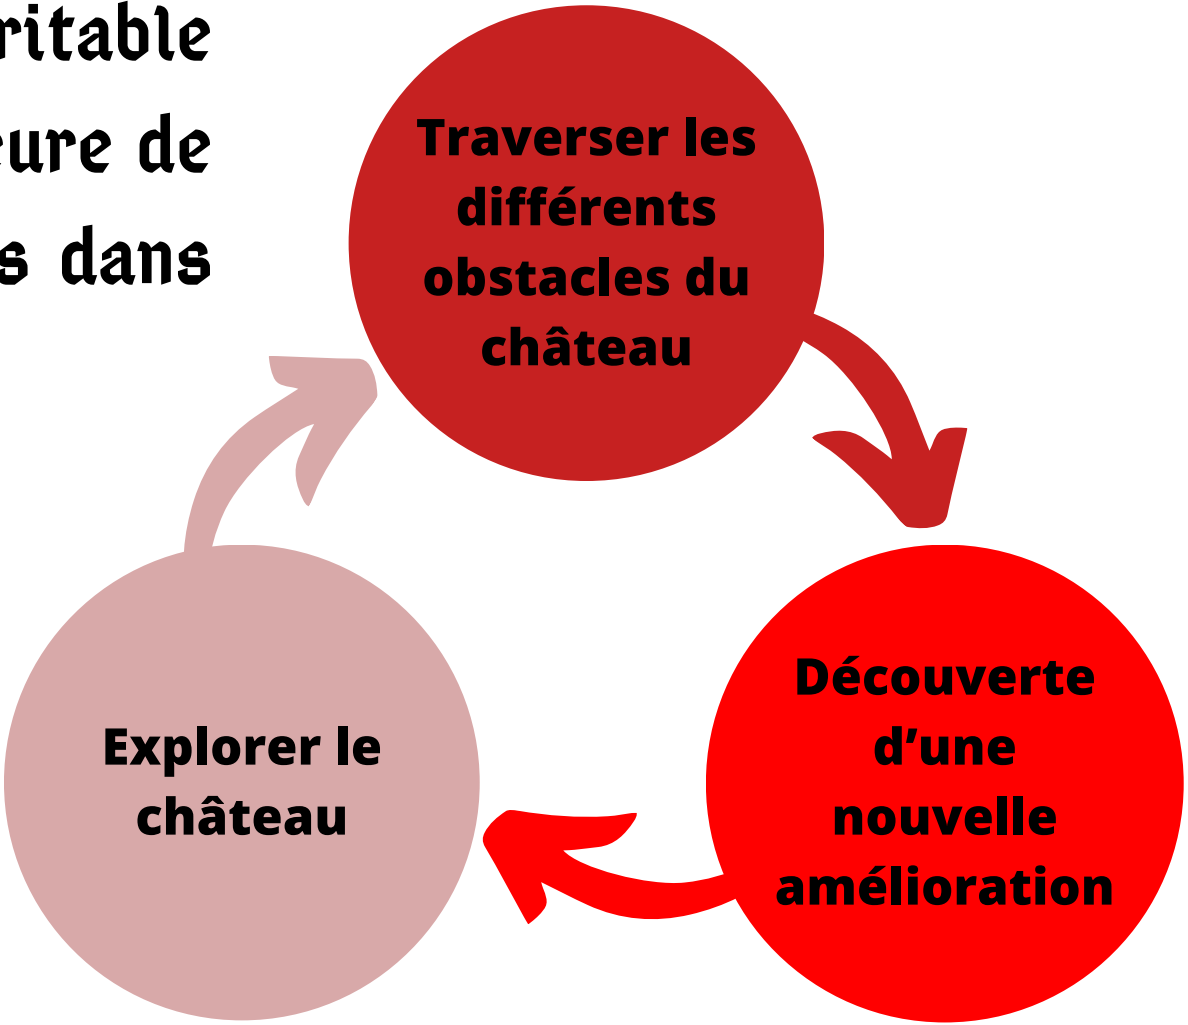 ritable
eure de
s dans
Traverser les
différents
obstacles du
château
Découverte
d’une
nouvelle
amélioration
Explorer le
château